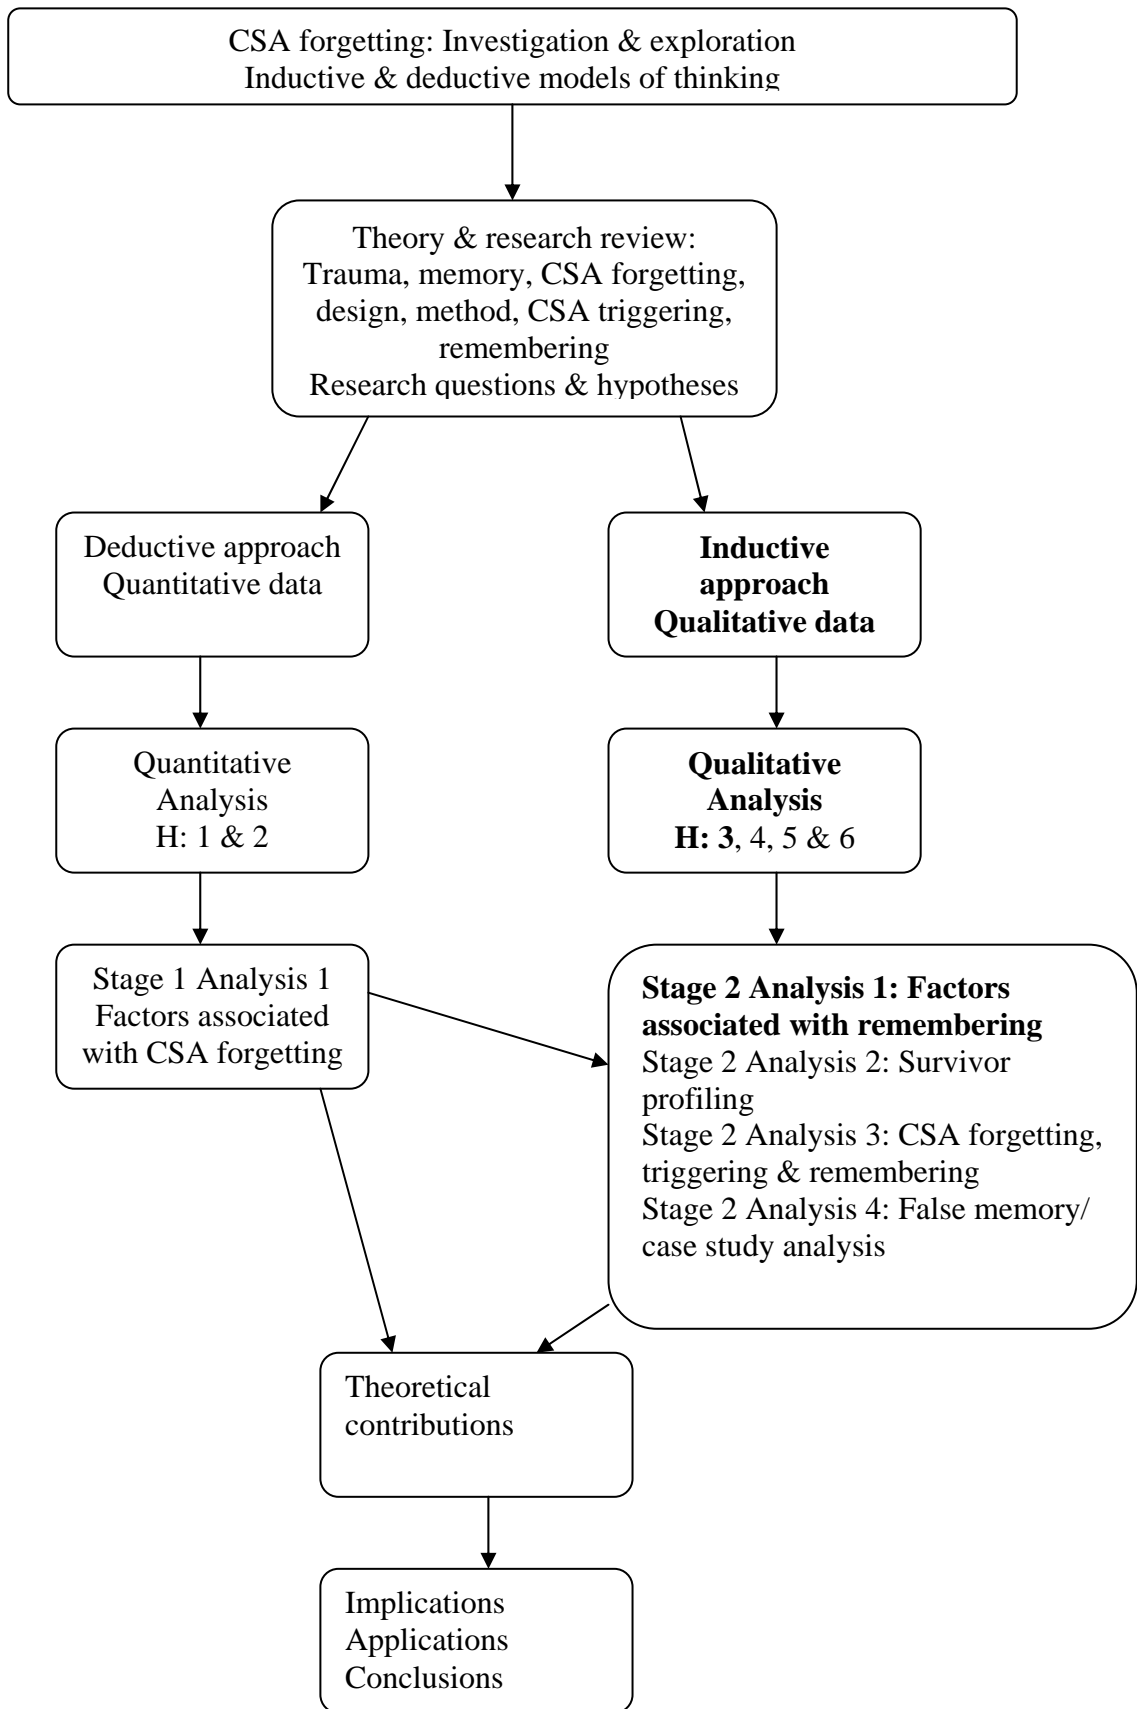 CSA forgetting: Investigation & exploration
Inductive & deductive models of thinking
Theory & research review:
Trauma, memory, CSA forgetting,
design, method, CSA triggering,
remembering
Research questions & hypotheses
Deductive approach
Quantitative data
Inductive
approach
Qualitative data
Quantitative
Analysis
H: 1 & 2
Qualitative
Analysis
H: 3, 4, 5 & 6
Stage 1 Analysis 1
Factors associated
with CSA forgetting
Stage 2 Analysis 1: Factors
associated with remembering
Stage 2 Analysis 2: Survivor
profiling
Stage 2 Analysis 3: CSA forgetting,
triggering & remembering
Stage 2 Analysis 4: False memory/
case study analysis
Theoretical
contributions
Implications
Applications
Conclusions